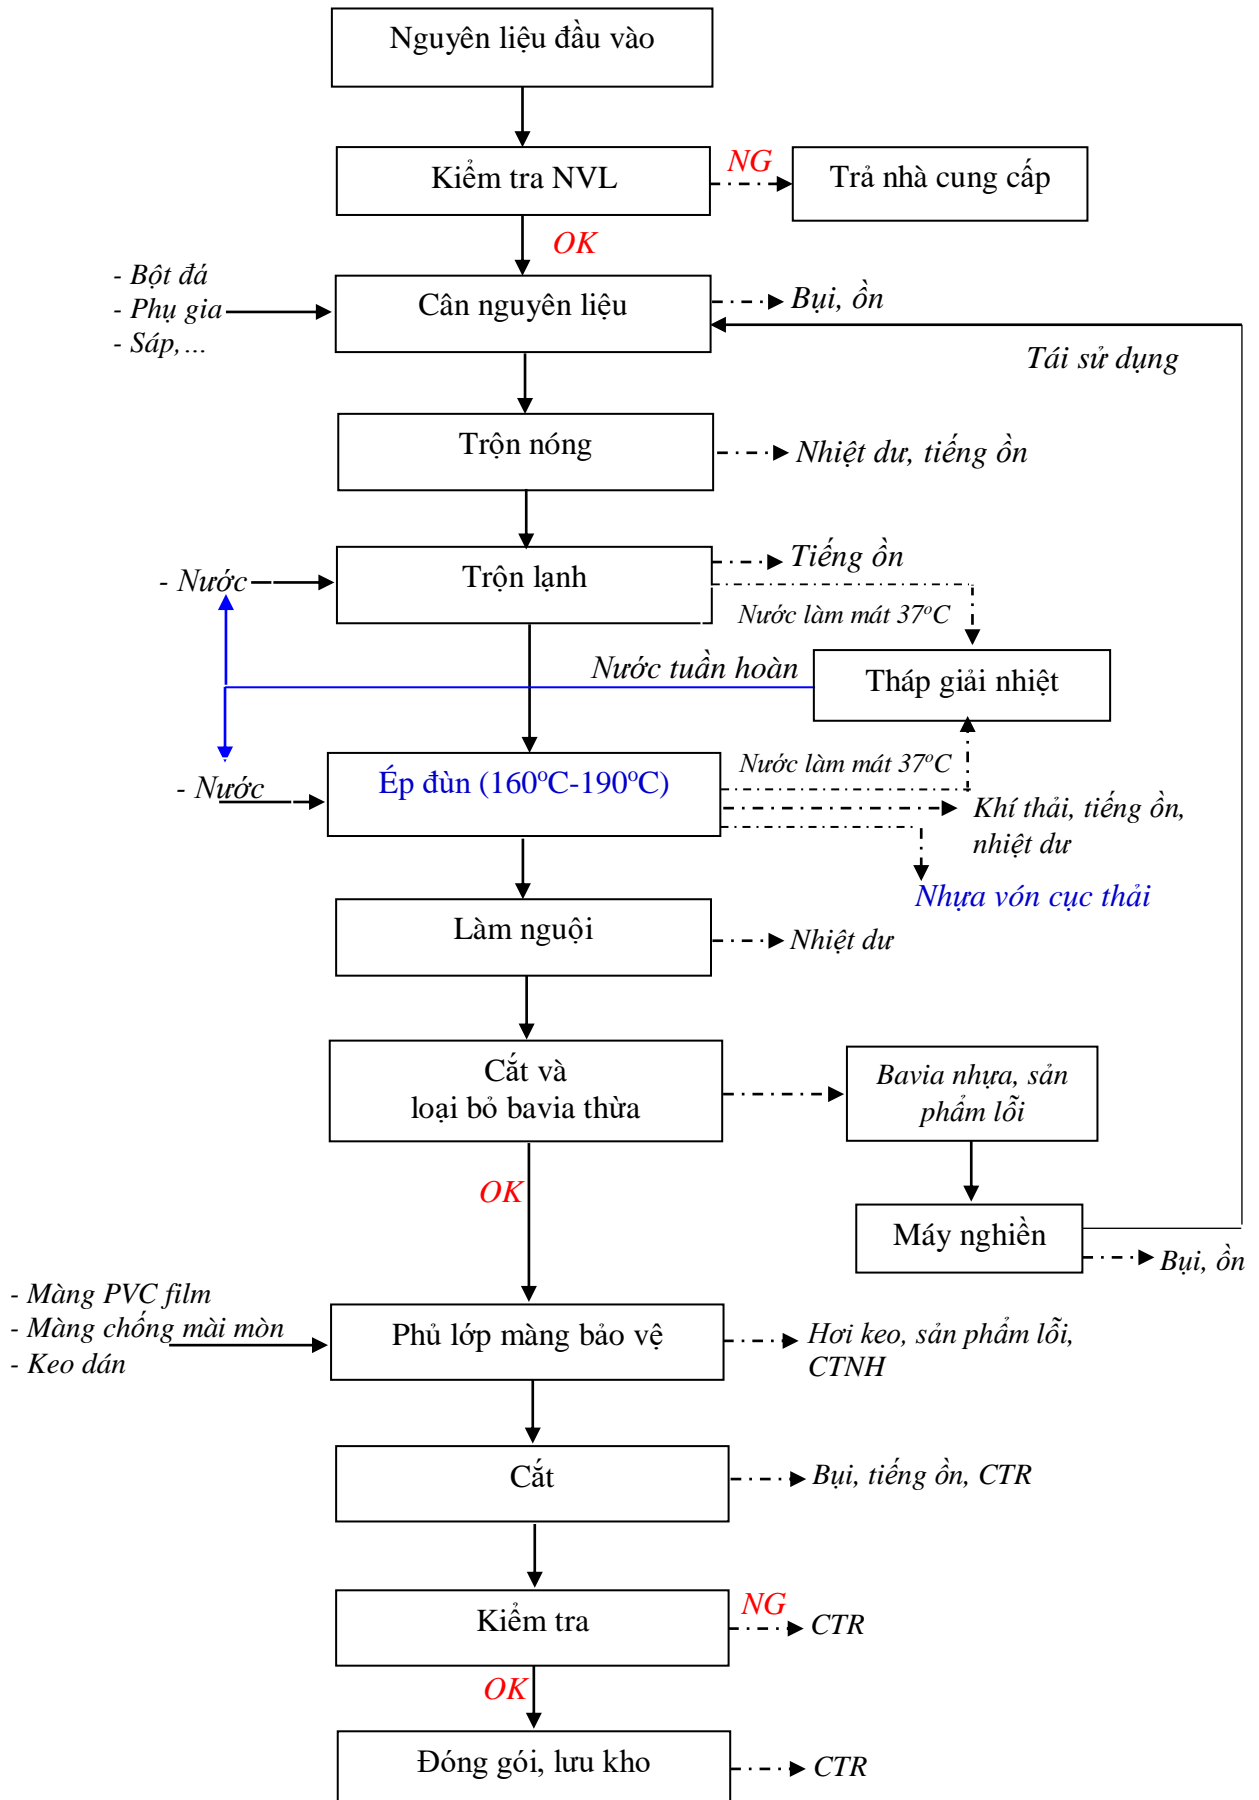 Nguyên liệu đầu vào
Kiểm tra NVL
NG
Trả nhà cung cấp
OK
- Bột đá
- Phụ gia
- Sáp,...
Cân nguyên liệu
Bụi, ồn
Tái sử dụng
Trộn nóng
Nhiệt dư, tiếng ồn
- Nước
Trộn lạnh
Tiếng ồn
Nước làm mát 37°C
Nước tuần hoàn
Tháp giải nhiệt
- Nước
Ép đùn (160°C-190°C)
Nước làm mát 37°C
Khí thải, tiếng ồn,
nhiệt dư
Nhựa vón cục thải
Làm nguội
Nhiệt dư
Cắt và
loại bỏ bavia thừa
Bavia nhựa, sản
phẩm lỗi
OK
Máy nghiền
Bụi, ồn
- Màng PVC film
- Màng chống mài mòn
- Keo dán
Phủ lớp màng bảo vệ
Hơi keo, sản phẩm lỗi,
CTNH
Cắt
Bụi, tiếng ồn, CTR
Kiểm tra
NG
CTR
OK
Đóng gói, lưu kho
CTR